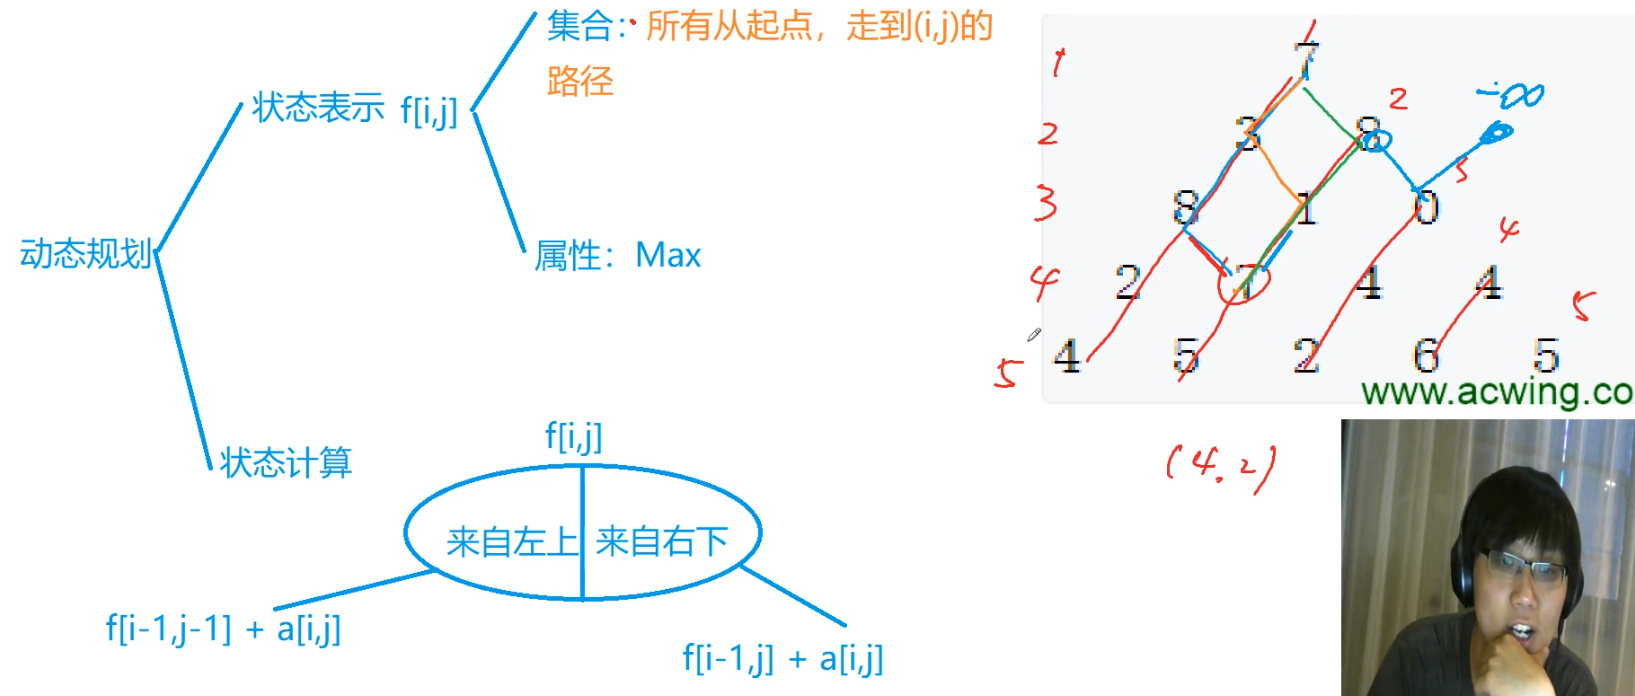 集合：所有从起点，走到(i,j)的
路径
状态表示 f[i,j]
动态规划
属性：Max
状态计算
f[i,j]
来自左上 来自右下
f[i-1,j-1] + a[i,j]
f[i-1,j] + a[i,j]
1 7
2 3 8 2 -∞
3 8 1 0 3
4 2 7 4 4 4
5 4 5 2 6 5 5
www.acwing.co
(4.2)